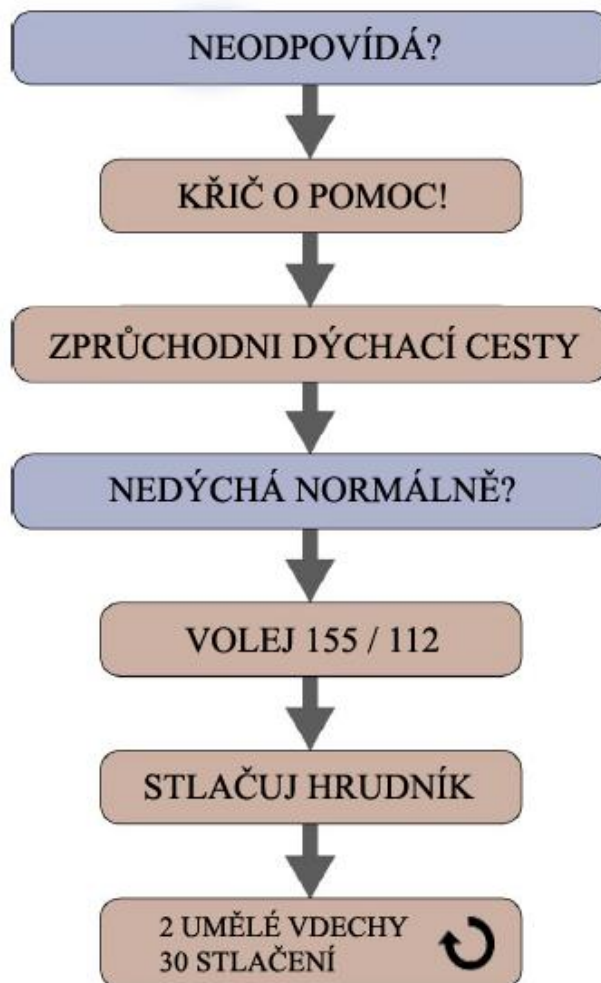 NEODPOVÍDÁ?
KŘIČ O POMOC!
ZPRŮCHODNI DÝCHACÍ CESTY
NEDÝCHÁ NORMÁLNĚ?
VOLEJ 155 / 112
STLAČUJ HRUDNÍK
2 UMĚLÉ VDECHY
30 STLAČENÍ